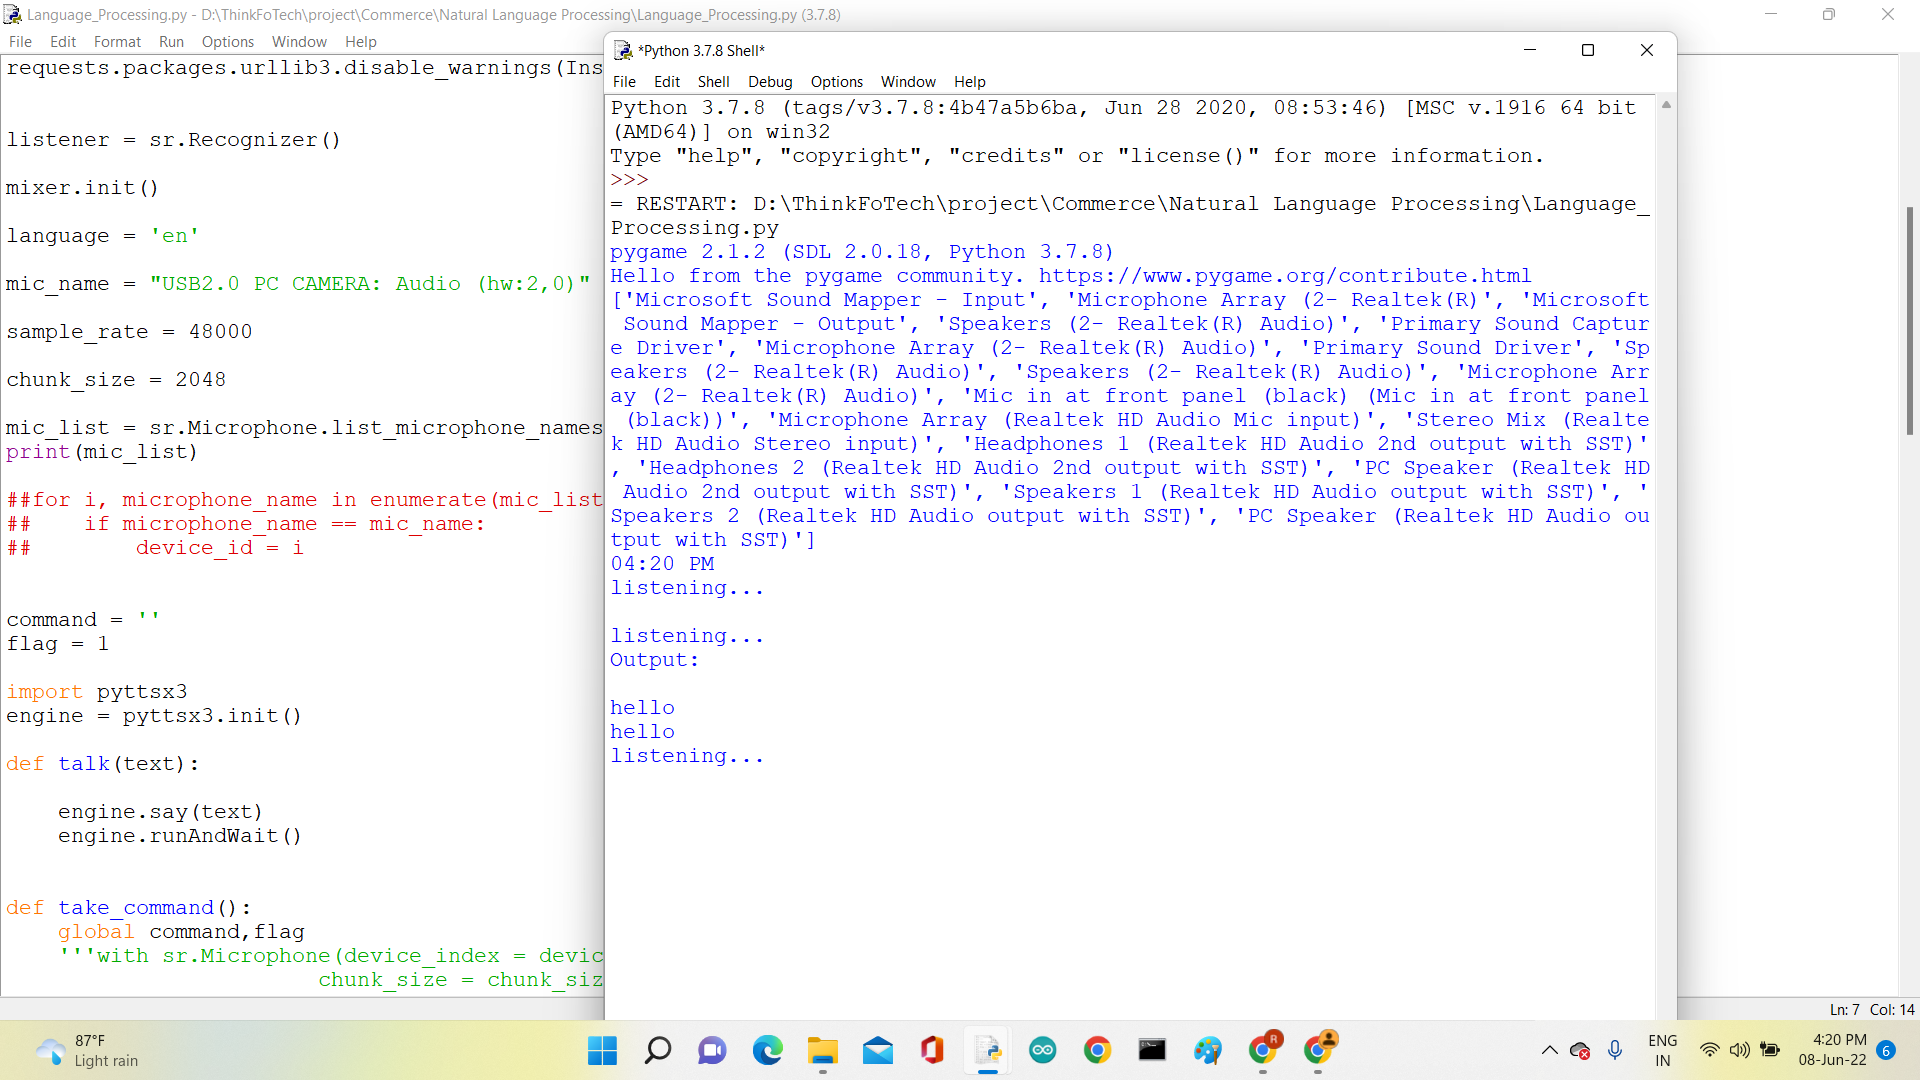 Language_Processing.py - D:\ThinkFoTech\project\Commerce\Natural Language Processing\Language_Processing.py (3.7.8)
File Edit Format Run Options Window Help
requests.packages.urllib3.disable_warnings(Ins
listener = sr.Recognizer()
mixer.init()
language = 'en'
mic_name = "USB2.0 PC CAMERA: Audio (hw:2,0)"
sample_rate = 48000
chunk_size = 2048
mic_list = sr.Microphone.list_microphone_names
print(mic_list)
##for i, microphone_name in enumerate(mic_list
##    if microphone_name == mic_name:
##        device_id = i
command = ''
flag = 1
import pyttsx3
engine = pyttsx3.init()
def talk(text):
    engine.say(text)
    engine.runAndWait()
def take_command():
    global command,flag
    '''with sr.Microphone(device_index = devic
                        chunk_size = chunk_siz
*Python 3.7.8 Shell*
File Edit Shell Debug Options Window Help
Python 3.7.8 (tags/v3.7.8:4b47a5b6ba, Jun 28 2020, 08:53:46) [MSC v.1916 64 bit
(AMD64)] on win32
Type "help", "copyright", "credits" or "license()" for more information.
>>>
= RESTART: D:\ThinkFoTech\project\Commerce\Natural Language Processing\Language_
Processing.py
pygame 2.1.2 (SDL 2.0.18, Python 3.7.8)
Hello from the pygame community. https://www.pygame.org/contribute.html
['Microsoft Sound Mapper - Input', 'Microphone Array (2- Realtek(R)', 'Microsoft
 Sound Mapper - Output', 'Speakers (2- Realtek(R) Audio)', 'Primary Sound Captur
e Driver', 'Microphone Array (2- Realtek(R) Audio)', 'Primary Sound Driver', 'Sp
eakers (2- Realtek(R) Audio)', 'Speakers (2- Realtek(R) Audio)', 'Microphone Arr
ay (2- Realtek(R) Audio)', 'Mic in at front panel (black) (Mic in at front panel
 (black))', 'Microphone Array (Realtek HD Audio Mic input)', 'Stereo Mix (Realte
k HD Audio Stereo input)', 'Headphones 1 (Realtek HD Audio 2nd output with SST)'
, 'Headphones 2 (Realtek HD Audio 2nd output with SST)', 'PC Speaker (Realtek HD
 Audio 2nd output with SST)', 'Speakers 1 (Realtek HD Audio output with SST)', '
Speakers 2 (Realtek HD Audio output with SST)', 'PC Speaker (Realtek HD Audio ou
tput with SST)']
04:20 PM
listening...
listening...
Output:
hello
hello
listening...
Ln: 7 Col: 14
87°F
Light rain
R
ENG
IN
4:20 PM
08-Jun-22
6